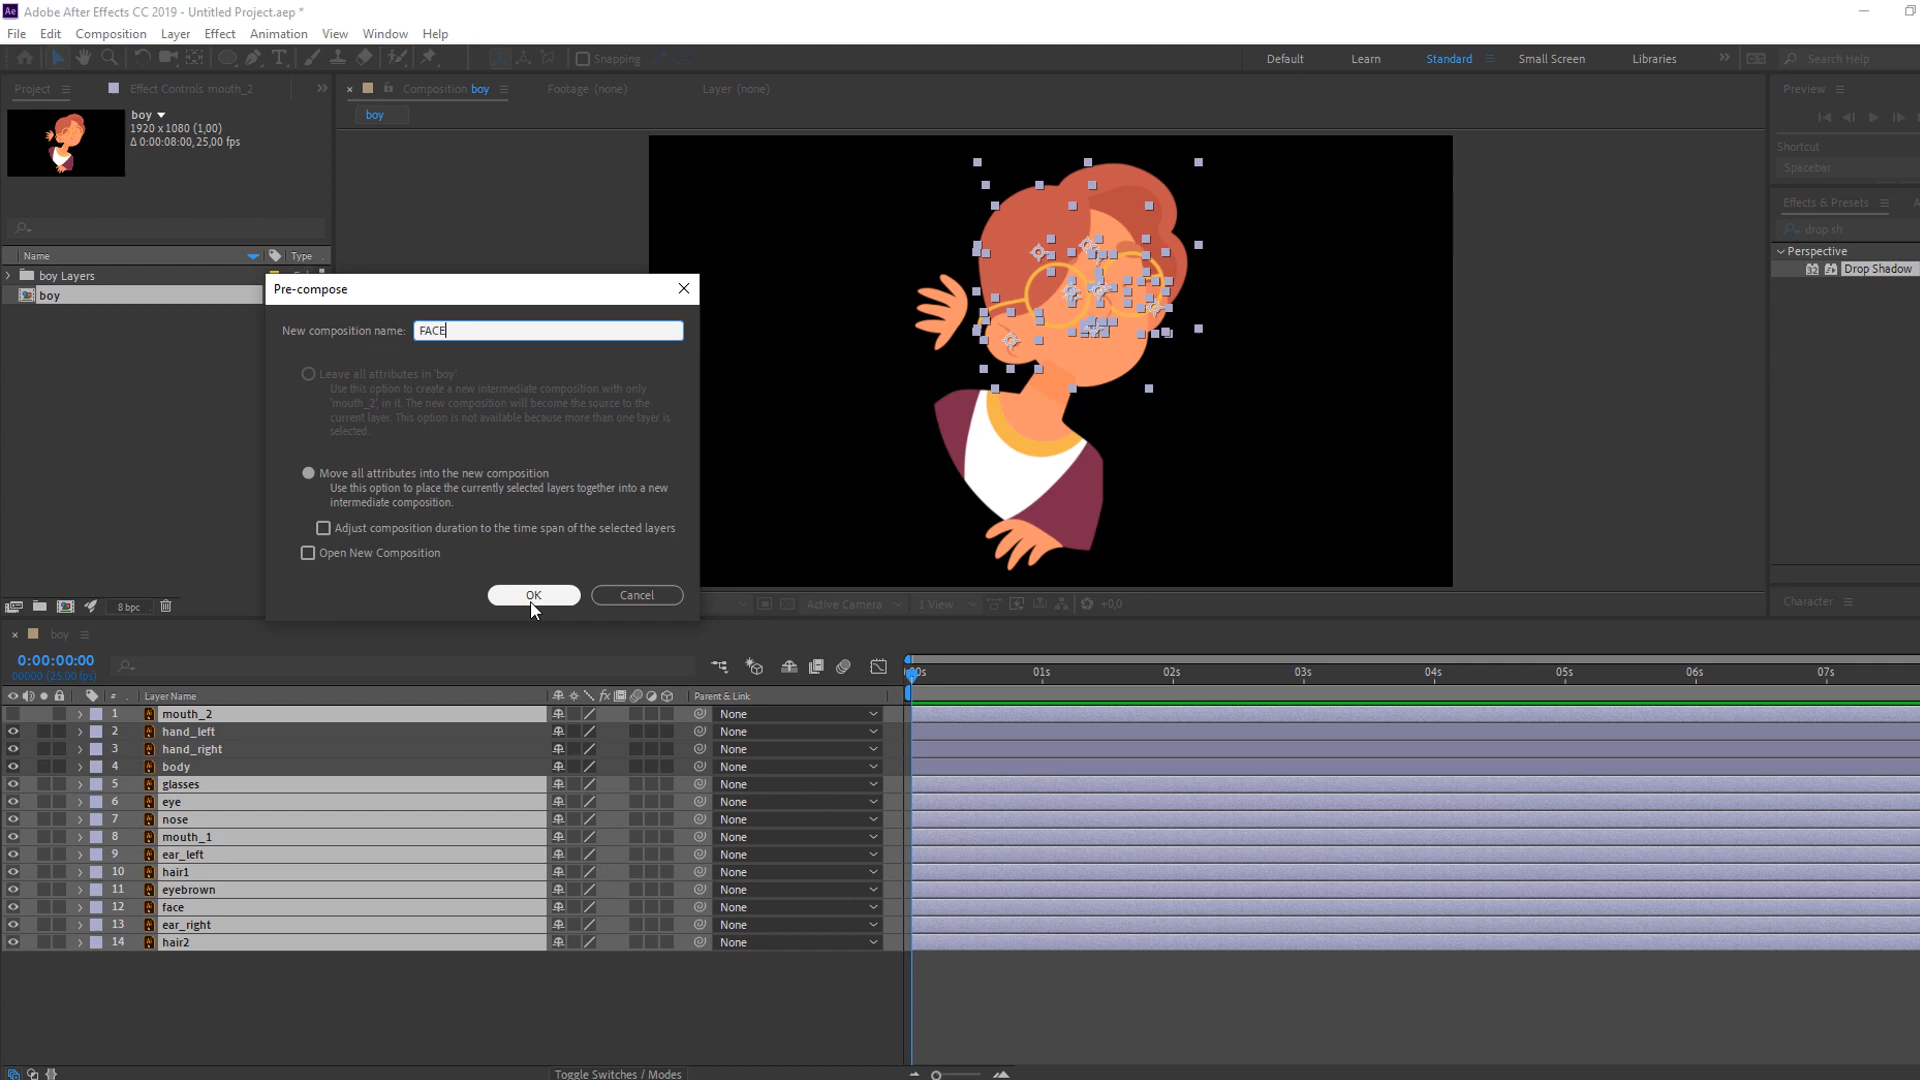 Ae Adobe After Effects CC 2019 - Untitled Project.aep *
File Edit Composition Layer Effect Animation View Window Help
T Snapping Default Learn Standard Small Screen Libraries » Search Help
Project Effect Controls mouth_2 » × Composition boy Footage (none) Layer (none) Preview
boy
1920 x 1080 (1,00)
Δ 0:00:08:00, 25,00 fps
boy
Shortcut
Spacebar
Effects & Presets
drop sh
Perspective
32 Drop Shadow
Name Type
boy Layers
boy
Pre-compose
New composition name: FACE
Leave all attributes in 'boy'
Use this option to create a new intermediate composition with only
'mouth_2', in it. The new composition will become the source to the
current layer. This option is not available because more than one layer is
selected.
Move all attributes into the new composition
Use this option to place the currently selected layers together into a new
intermediate composition.
Adjust composition duration to the time span of the selected layers
Open New Composition
OK Cancel
8 bpc Active Camera 1 View +0,0 Character
× boy
0:00:00:00
00000 (25.00 fps)
00s 01s 02s 03s 04s 05s 06s 07s
# Layer Name fx Parent & Link
1 mouth_2 None
2 hand_left None
3 hand_right None
4 body None
5 glasses None
6 eye None
7 nose None
8 mouth_1 None
9 ear_left None
10 hair1 None
11 eyebrown None
12 face None
13 ear_right None
14 hair2 None
Toggle Switches / Modes